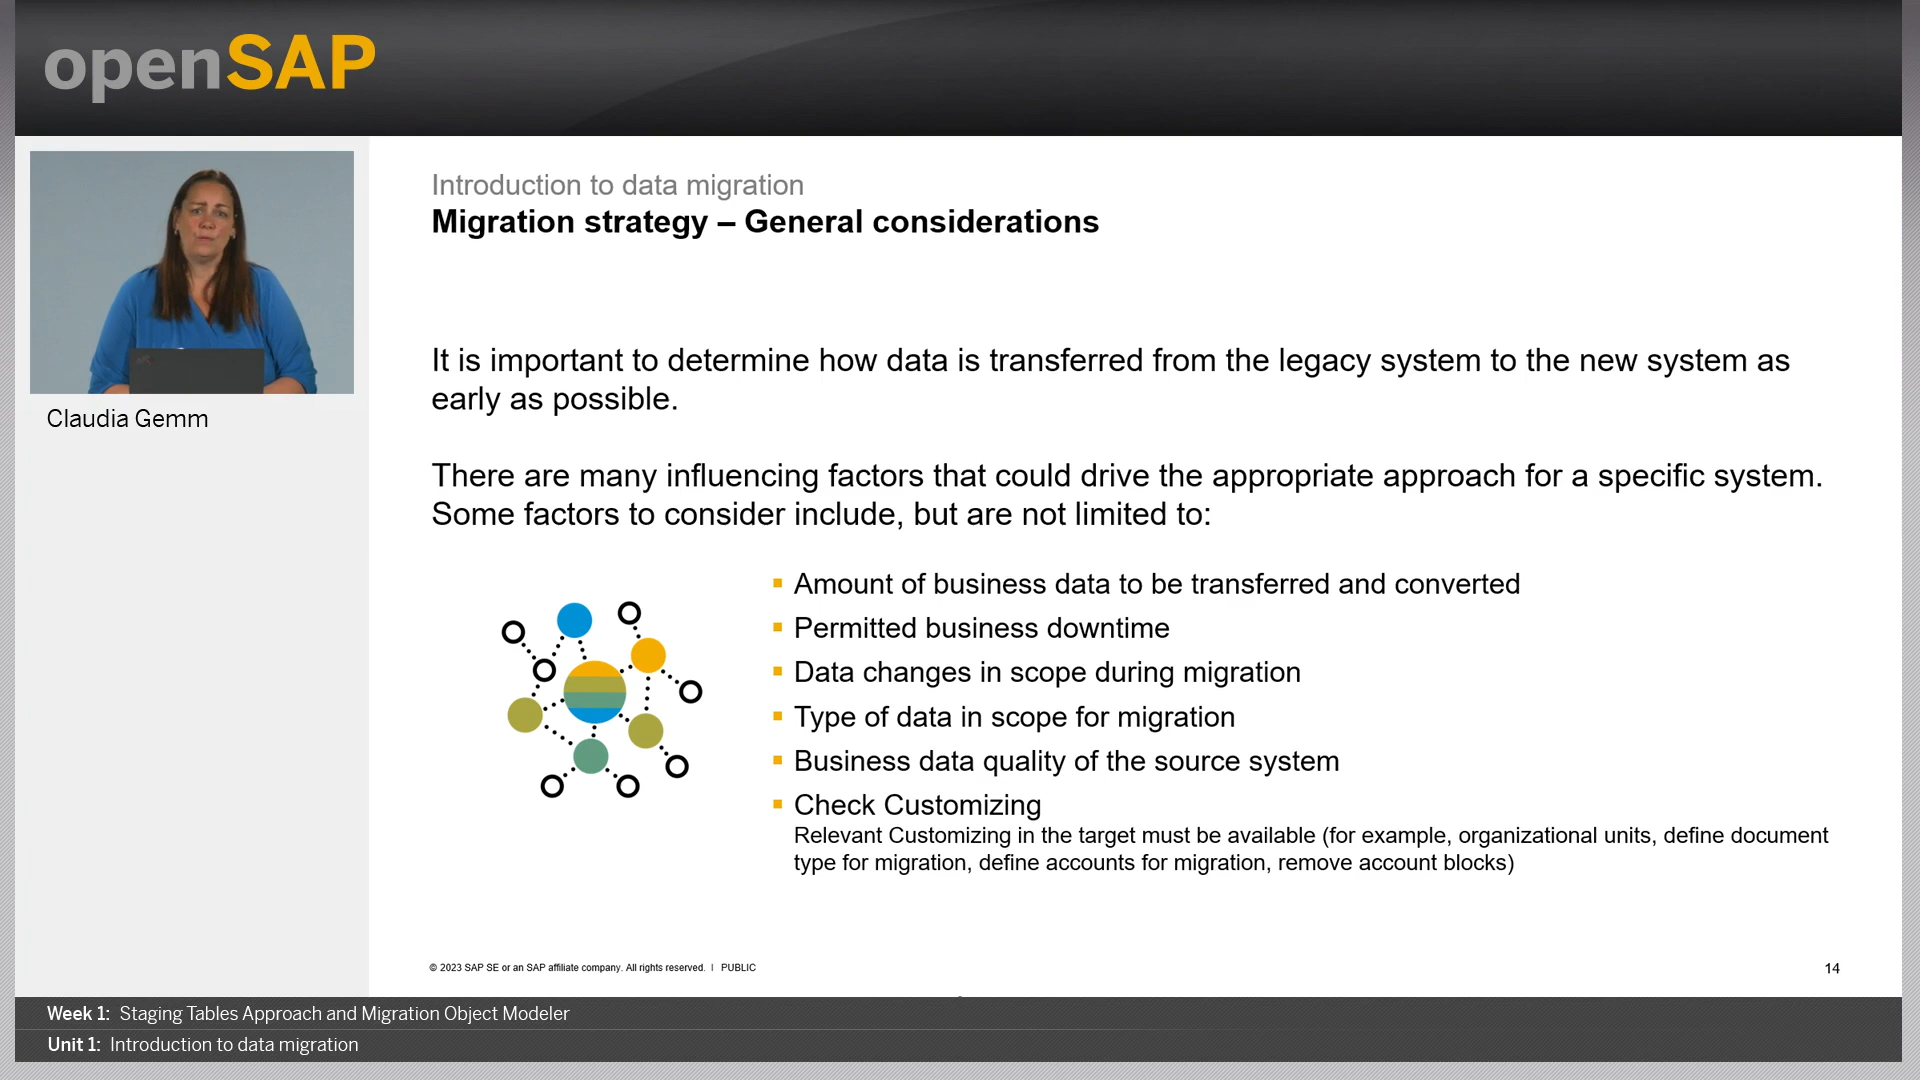 openSAP
Claudia Gemm
Introduction to data migration
Migration strategy – General considerations
It is important to determine how data is transferred from the legacy system to the new system as
early as possible.
There are many influencing factors that could drive the appropriate approach for a specific system.
Some factors to consider include, but are not limited to:
Amount of business data to be transferred and converted
Permitted business downtime
Data changes in scope during migration
Type of data in scope for migration
Business data quality of the source system
Check Customizing
Relevant Customizing in the target must be available (for example, organizational units, define document
type for migration, define accounts for migration, remove account blocks)
© 2023 SAP SE or an SAP affiliate company. All rights reserved. | PUBLIC
14
Week 1: Staging Tables Approach and Migration Object Modeler
Unit 1: Introduction to data migration